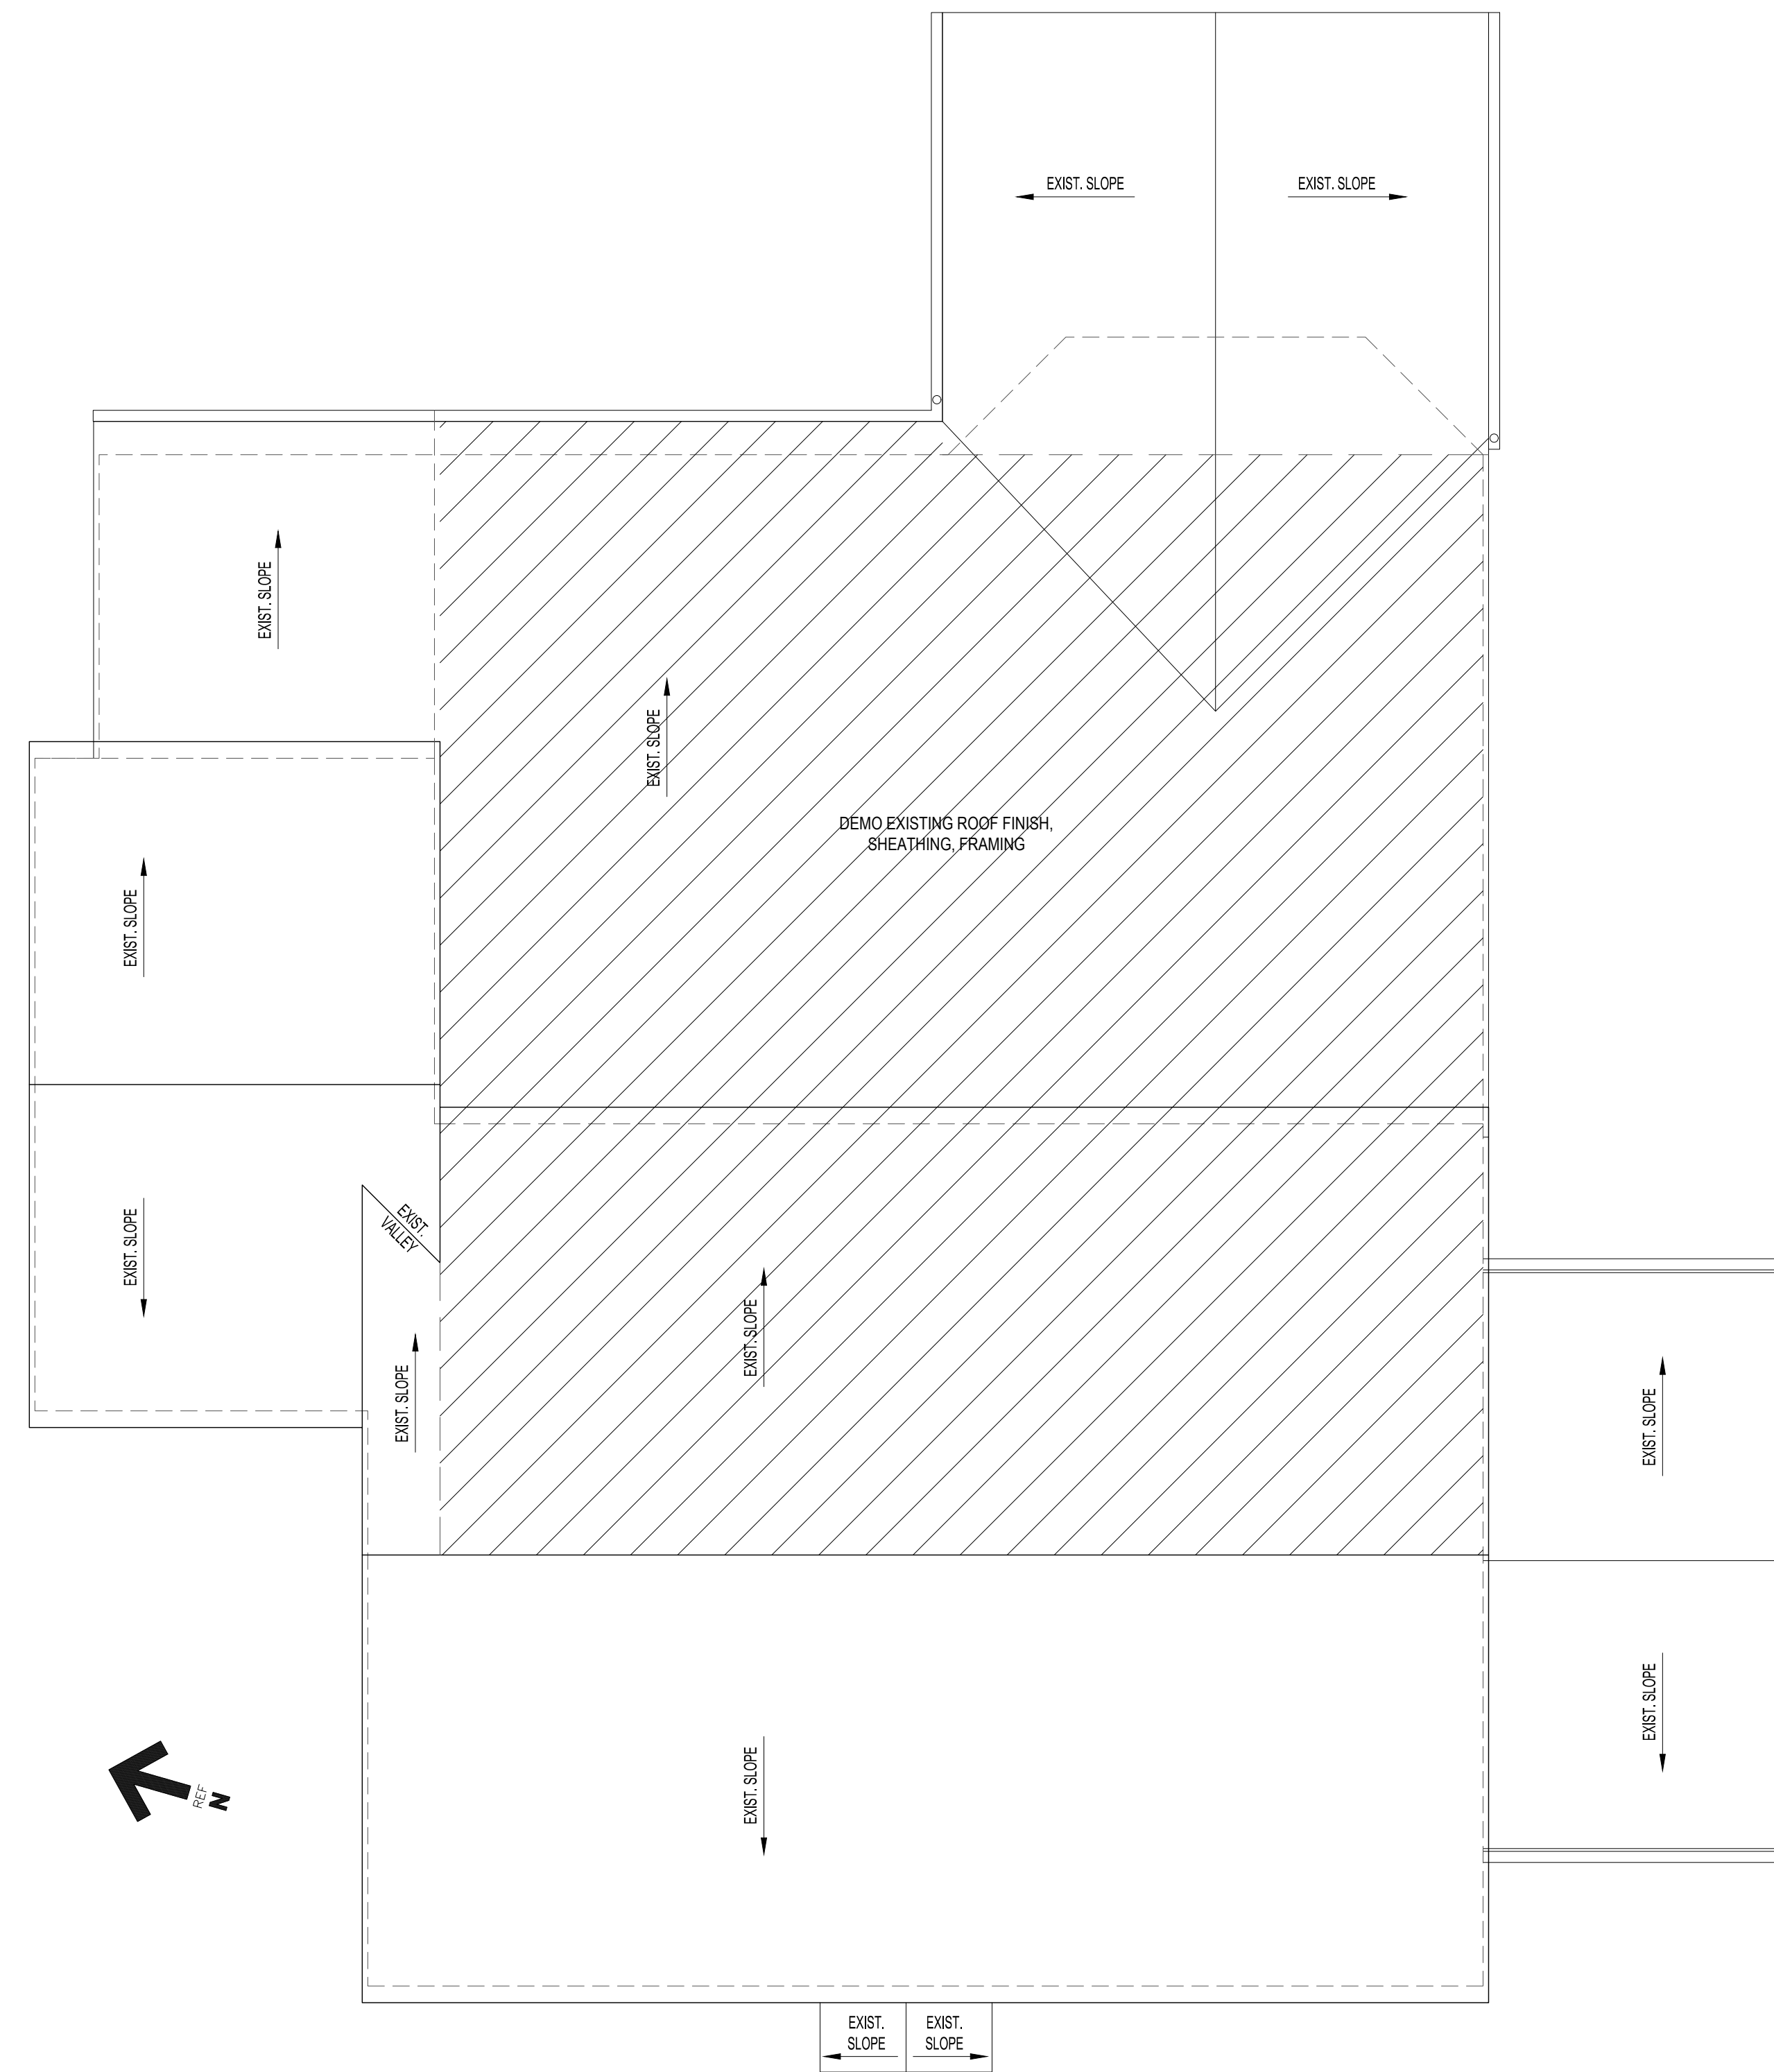 EXIST. SLOPE
EXIST. SLOPE
EXIST. SLOPE
EXIST. SLOPE
DEMO EXISTING ROOF FINISH,
SHEATHING, FRAMING
EXIST. SLOPE
EXIST.
VALLEY
EXIST. SLOPE
EXIST. SLOPE
EXIST. SLOPE
EXIST. SLOPE
EXIST. SLOPE
EXIST. SLOPE
REF
N
EXIST.
SLOPE
EXIST.
SLOPE